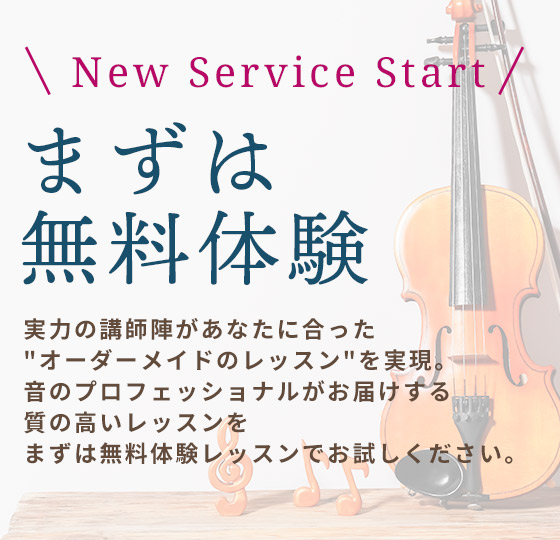 \ New Service Start /
まずは
無料体験
実力の講師陣があなたに合った
"オーダーメイドのレッスン"を実現。
音のプロフェッショナルがお届けする
質の高いレッスンを
まずは無料体験レッスンでお試しください。